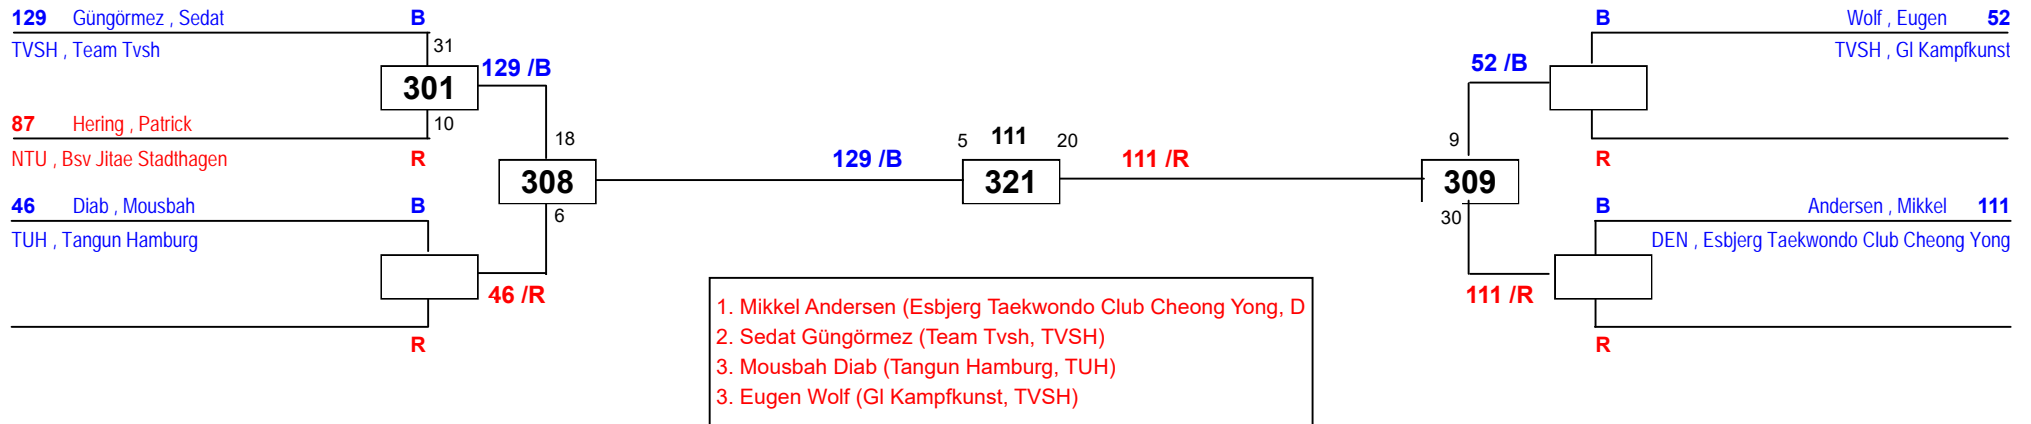 129 Güngörmez , Sedat B
TVSH , Team Tvsh
31
301
129 /B
10
87 Hering , Patrick
NTU , Bsv Jitae Stadthagen R
18
308
6
46 Diab , Mousbah B
TUH , Tangun Hamburg
46 /R
R
129 /B
5 111 20
321
111 /R
B Wolf , Eugen 52
TVSH , Gl Kampfkunst
52 /B
R
9
309
30
B Andersen , Mikkel 111
DEN , Esbjerg Taekwondo Club Cheong Yong
111 /R
R
1. Mikkel Andersen (Esbjerg Taekwondo Club Cheong Yong, D
2. Sedat Güngörmez (Team Tvsh, TVSH)
3. Mousbah Diab (Tangun Hamburg, TUH)
3. Eugen Wolf (Gl Kampfkunst, TVSH)